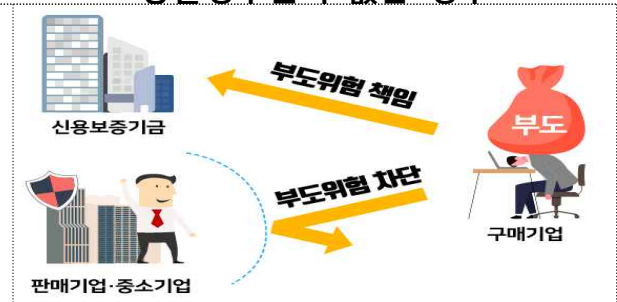 부도위험 책임
신용보증기금
부도
부도위험 차단
구매기업
판매기업·중소기업